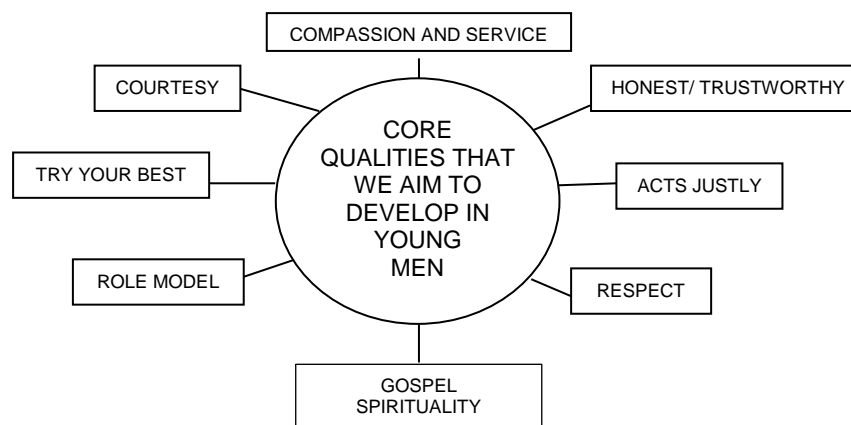 COMPASSION AND SERVICE
COURTESY
HONEST/ TRUSTWORTHY
CORE
QUALITIES THAT
WE AIM TO
DEVELOP IN
YOUNG
MEN
TRY YOUR BEST
ACTS JUSTLY
ROLE MODEL
RESPECT
GOSPEL
SPIRITUALITY